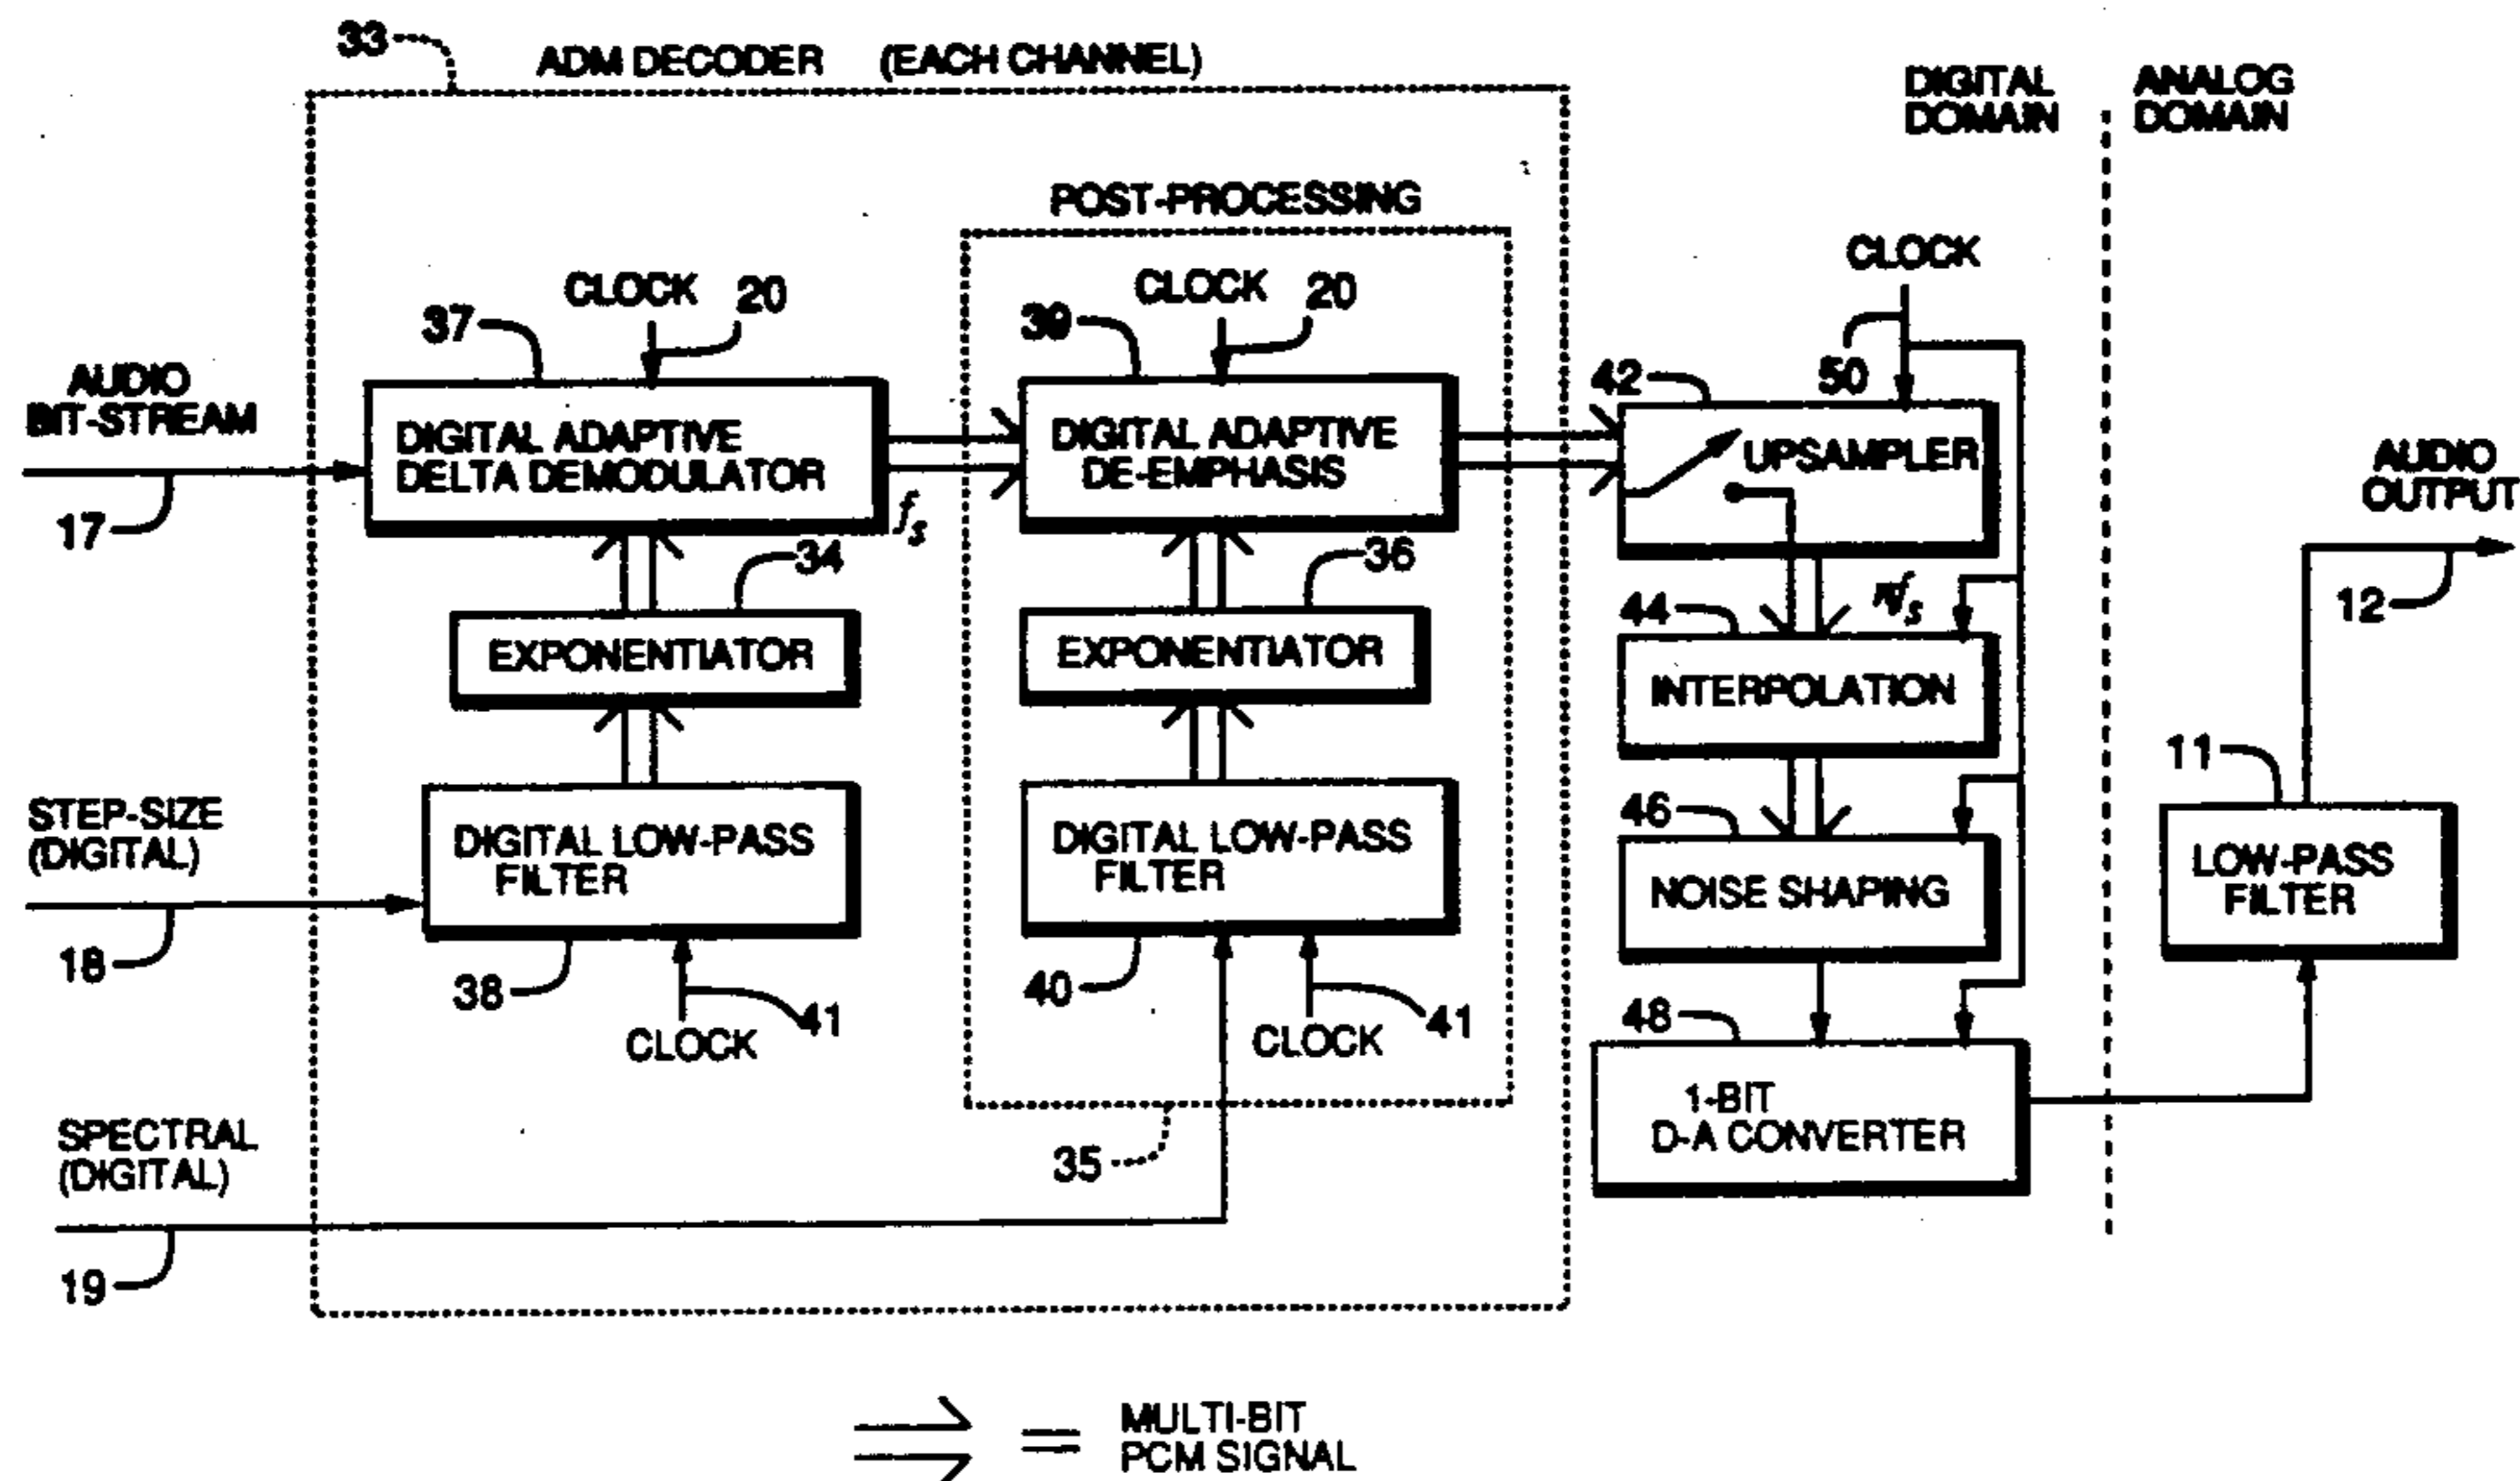 33
ADM DECODER (EACH CHANNEL)
DIGITAL
DOMAIN
ANALOG
DOMAIN
POST-PROCESSING
CLOCK
37
CLOCK 20
39
CLOCK 20
50
42
AUDIO
BIT-STREAM
17
DIGITAL ADAPTIVE
DELTA DEMODULATOR
fs
DIGITAL ADAPTIVE
DE-EMPHASIS
UPSAMPLER
AUDIO
OUTPUT
12
34
EXPONENTIATOR
36
EXPONENTIATOR
44
INTERPOLATION
11
STEP-SIZE
(DIGITAL)
18
DIGITAL LOW-PASS
FILTER
38
41
CLOCK
DIGITAL LOW-PASS
FILTER
40
41
CLOCK
46
NOISE SHAPING
LOW-PASS
FILTER
48
1-BIT
D-A CONVERTER
SPECTRAL
(DIGITAL)
19
35
= MULTI-BIT
PCM SIGNAL